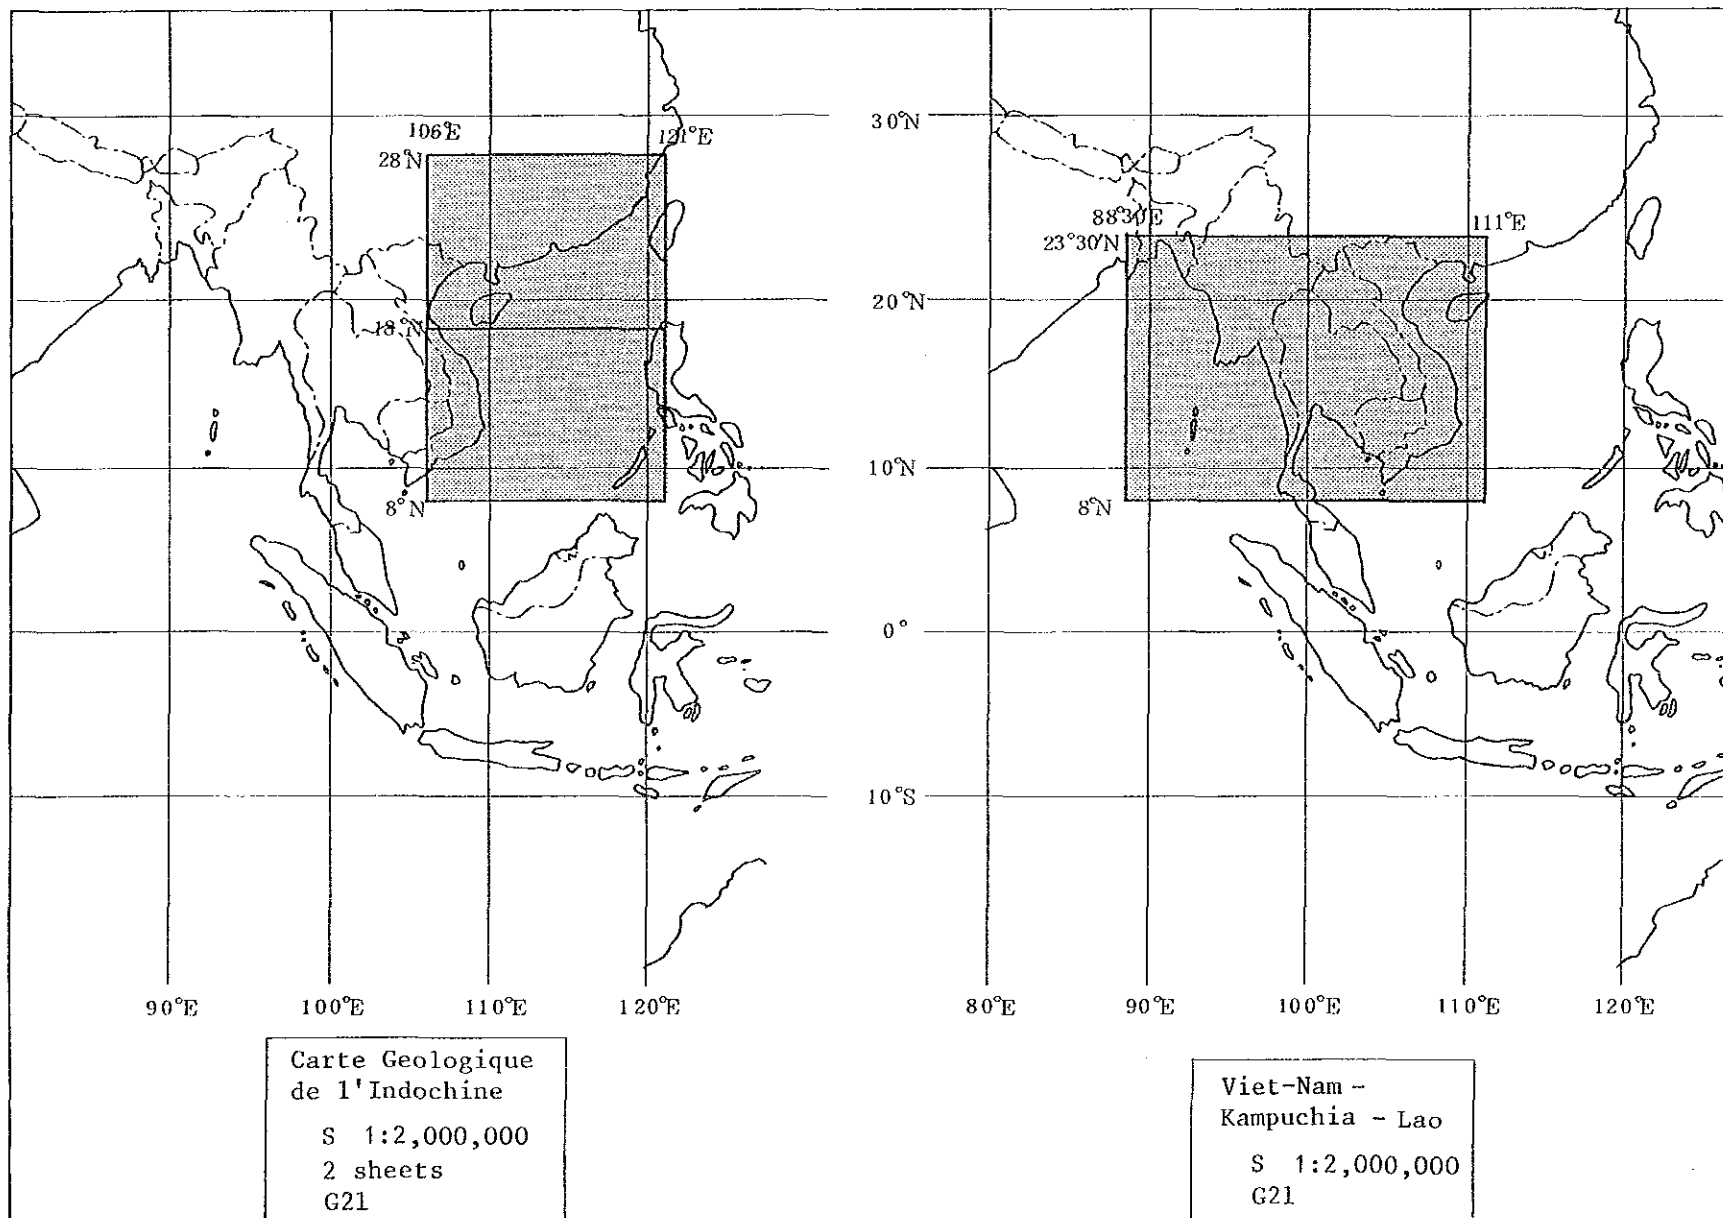 106°E
121°E
28°N
18°N
8°N
90°E 100°E 110°E 120°E
Carte Geologique
de l'Indochine
S 1:2,000,000
2 sheets
G21
30°N
88°30'E
111°E
23°30'N
20°N
10°N
8°N
0°
10°S
80°E 90°E 100°E 110°E 120°E
Viet-Nam -
Kampuchia - Lao
S 1:2,000,000
G21